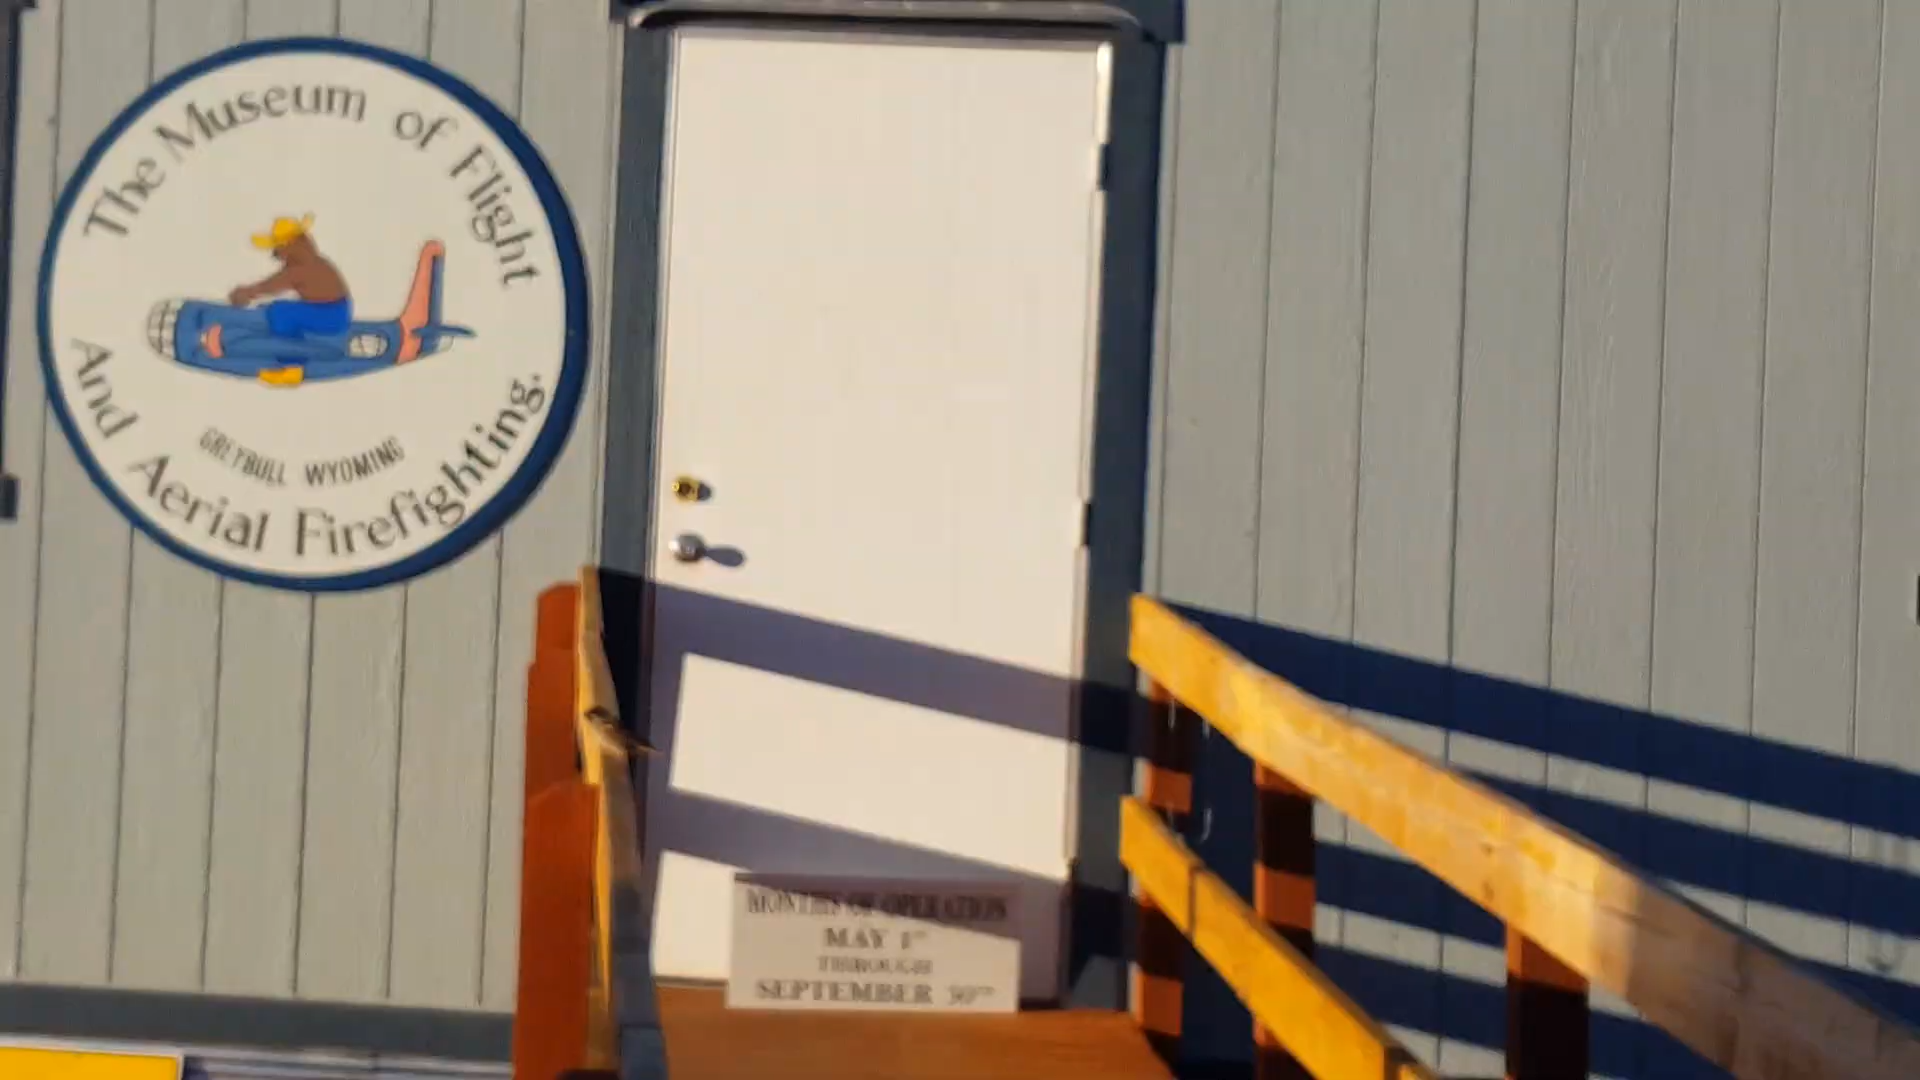 The Museum of Flight
And Aerial Firefighting.
GREYBULL WYOMING
MONTHS OF OPERATION
MAY 1ST
THROUGH
SEPTEMBER 30TH